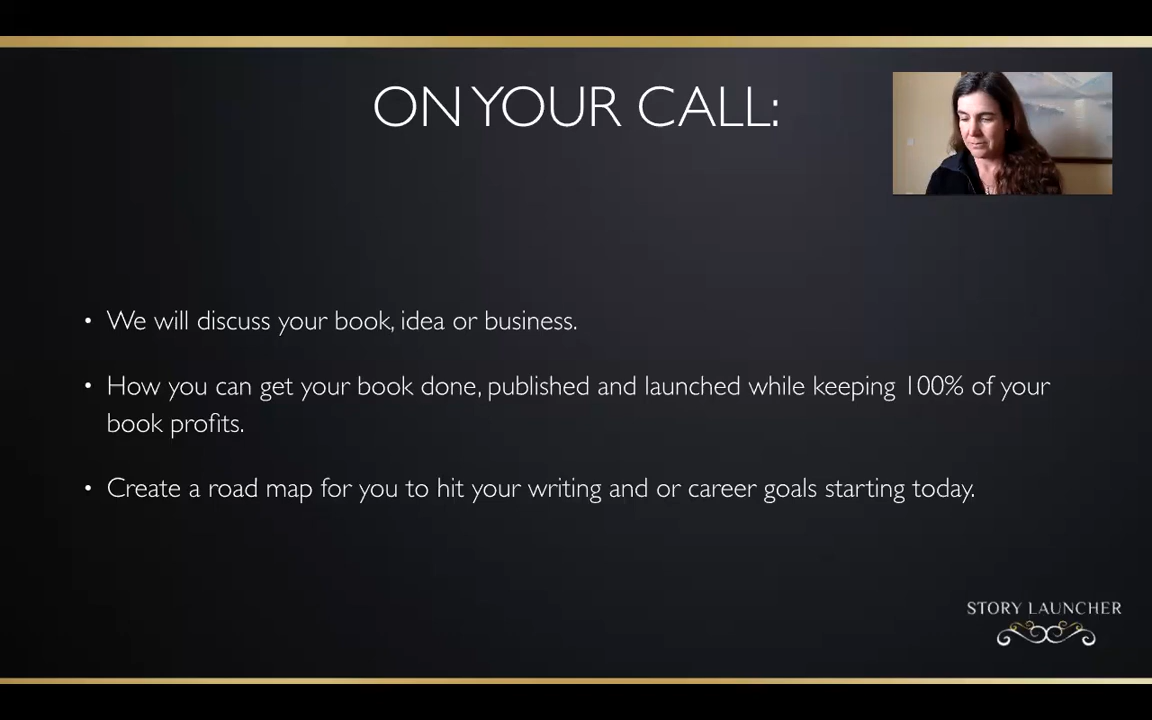 ON YOUR CALL:
• We will discuss your book, idea or business.
• How you can get your book done, published and launched while keeping 100% of your
book profits.
• Create a road map for you to hit your writing and or career goals starting today.
STORY LAUNCHER